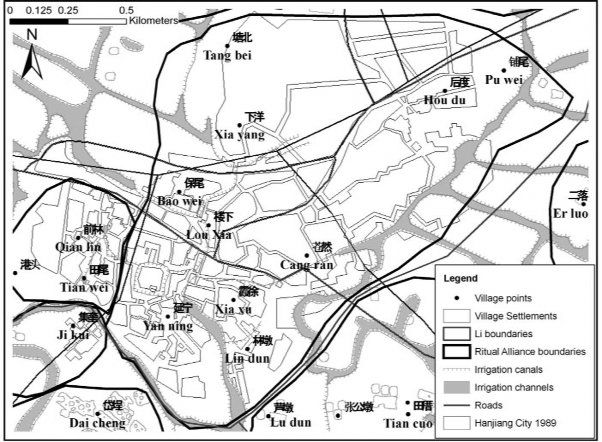 0 0.125 0.25 0.5
Kilometers
N
塘北
Tang bei
铺尾
Pu wei
后度
Hou du
下洋
Xia yang
保尾
Bao wei
二落
Er luo
楼下
Lou Xia
前林
Qian lin
苍然
Cang ran
港头
田尾
Tian wei
霞徐
Xia xu
延宁
Yan ning
集奎
Ji kui
林墩
Lin dun
岱埕
Dai cheng
芦墩
Lu dun
张公墩
田厝
Tian cuo
Legend
Village points
Village Settlements
Li boundaries
Ritual Alliance boundaries
Irrigation canals
Irrigation channels
Roads
Hanjiang City 1989